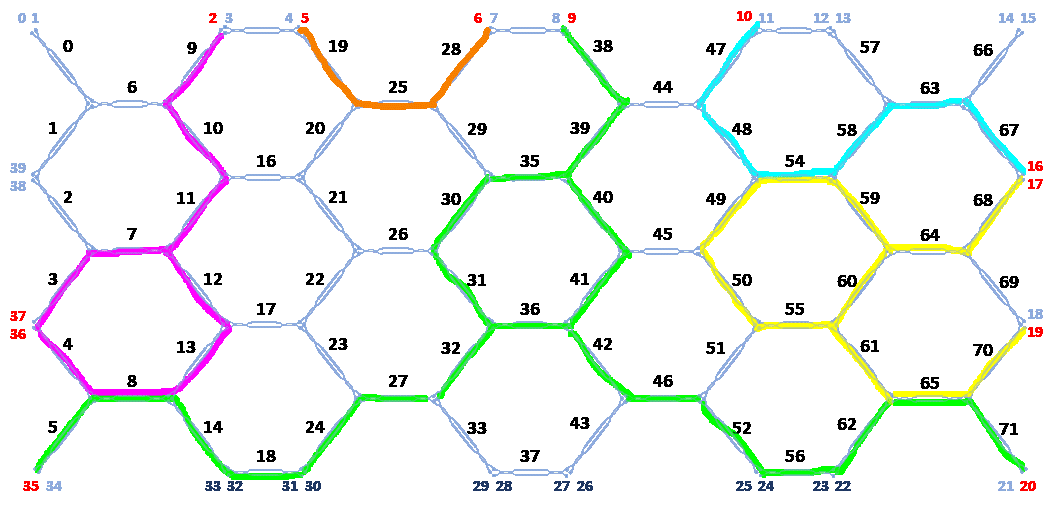 0 1 2 3 4 5 6 7 8 9 10 11 12 13 14 15
0 9 19 28 38 47 57 66
6 25 44 63
1 10 20 29 39 48 58 67
39 16 35 54 16
38 17
2 11 21 30 40 49 59 68
7 26 45 64
3 12 22 31 41 50 60 69
37 17 36 55 18
36 19
4 13 23 32 42 51 61 70
8 27 46 65
5 14 24 33 43 52 62 71
18 37 56
35 34 33 32 31 30 29 28 27 26 25 24 23 22 21 20